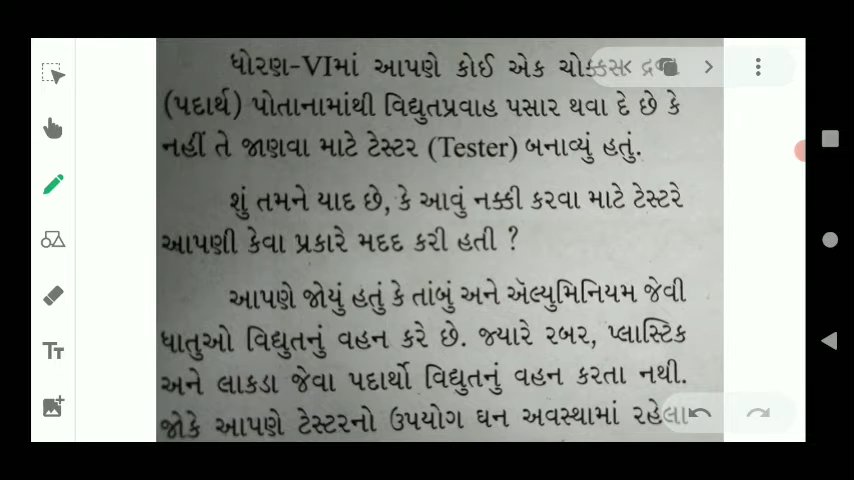 ધોરણ-VIમાં આપણે કોઈ એક ચોક્કસ
(પદાર્થ) પોતાનામાંથી વિદ્યુતપ્રવાહ પસાર થવા દે છે કે
નહીં તે જાણવા માટે ટેસ્ટર (Tester) બનાવ્યું હતું.
શું તમને યાદ છે, કે આવું નક્કી કરવા માટે ટેસ્ટરે
આપણી કેવા પ્રકારે મદદ કરી હતી ?
આપણે જોયું હતું કે તાંબું અને ઍલ્યુમિનિયમ જેવી
ધાતુઓ વિદ્યુતનું વહન કરે છે. જ્યારે રબર, પ્લાસ્ટિક
અને લાકડા જેવા પદાર્થો વિદ્યુતનું વહન કરતા નથી.
જોકે આપણે ટેસ્ટરનો ઉપયોગ ઘન અવસ્થામાં રહેલા
Tт